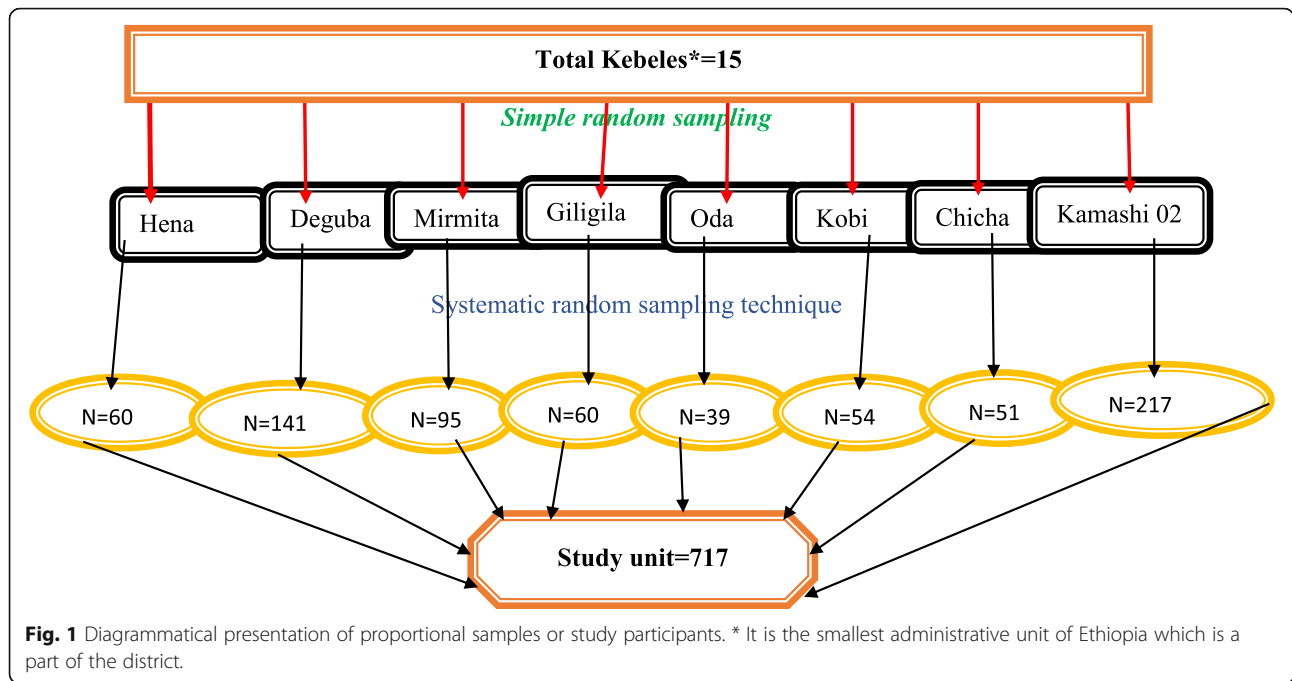 Total Kebeles*=15
Simple random sampling
Hena
Deguba
Mirmita
Giligila
Oda
Kobi
Chicha
Kamashi 02
Systematic random sampling technique
N=60
N=141
N=95
N=60
N=39
N=54
N=51
N=217
Study unit=717
Fig. 1 Diagrammatical presentation of proportional samples or study participants. * It is the smallest administrative unit of Ethiopia which is a
part of the district.